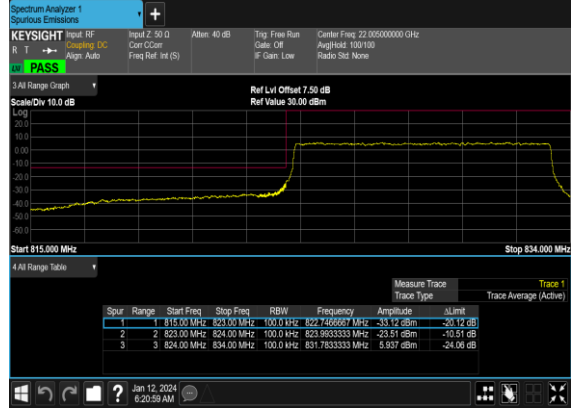 Spectrum Analyzer 1
Spurious Emissions
KEYSIGHT Input: RF Input Z: 50 Ω Atten: 40 dB Trig: Free Run Center Freq: 22.005000000 GHz
R T Coupling: DC Corr CCorr Gate: Off Avg|Hold: 100/100
Align: Auto Freq Ref: Int (S) IF Gain: Low Radio Std: None
PASS
3 All Range Graph
Ref Lvl Offset 7.50 dB
Scale/Div 10.0 dB Ref Value 30.00 dBm
Log
20.0
10.0
0.00
-10.0
-20.0
-30.0
-40.0
-50.0
-60.0
Start 815.000 MHz Stop 834.000 MHz
4 All Range Table
Measure Trace Trace 1
Trace Type Trace Average (Active)
Spur Range Start Freq Stop Freq RBW Frequency Amplitude ΔLimit
1 1 815.00 MHz 823.00 MHz 100.0 kHz 822.7466667 MHz -33.12 dBm -20.12 dB
2 2 823.00 MHz 824.00 MHz 100.0 kHz 823.9933333 MHz -23.51 dBm -10.51 dB
3 3 824.00 MHz 834.00 MHz 100.0 kHz 831.7833333 MHz 5.937 dBm -24.06 dB
Jan 12, 2024
6:20:59 AM